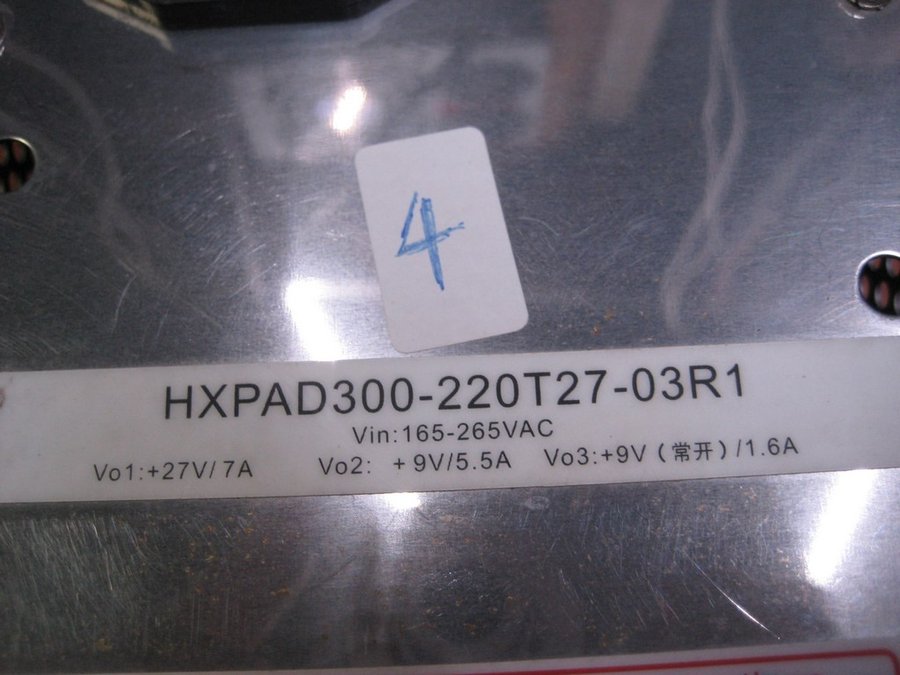 4
HXPAD300-220T27-03R1
Vin:165-265VAC
Vo1:+27V/7A Vo2: +9V/5.5A Vo3:+9V(常开)/1.6A